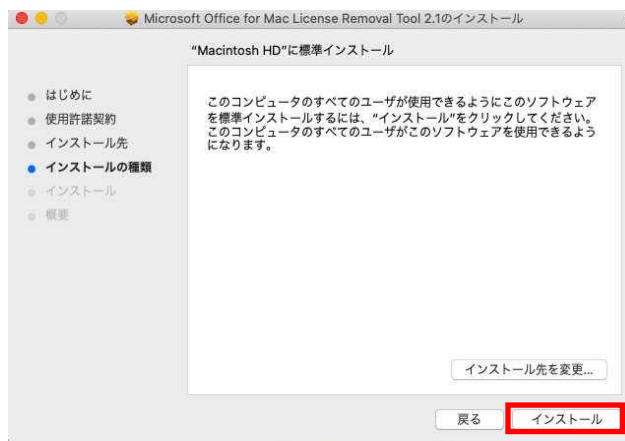 Microsoft Office for Mac License Removal Tool 2.1のインストール
"Macintosh HD"に標準インストール
はじめに
使用許諾契約
インストール先
インストールの種類
インストール
概要
このコンピュータのすべてのユーザが使用できるようにこのソフトウェア
を標準インストールするには、"インストール"をクリックしてください。
このコンピュータのすべてのユーザがこのソフトウェアを使用できるよう
になります。
インストール先を変更...
戻る
インストール